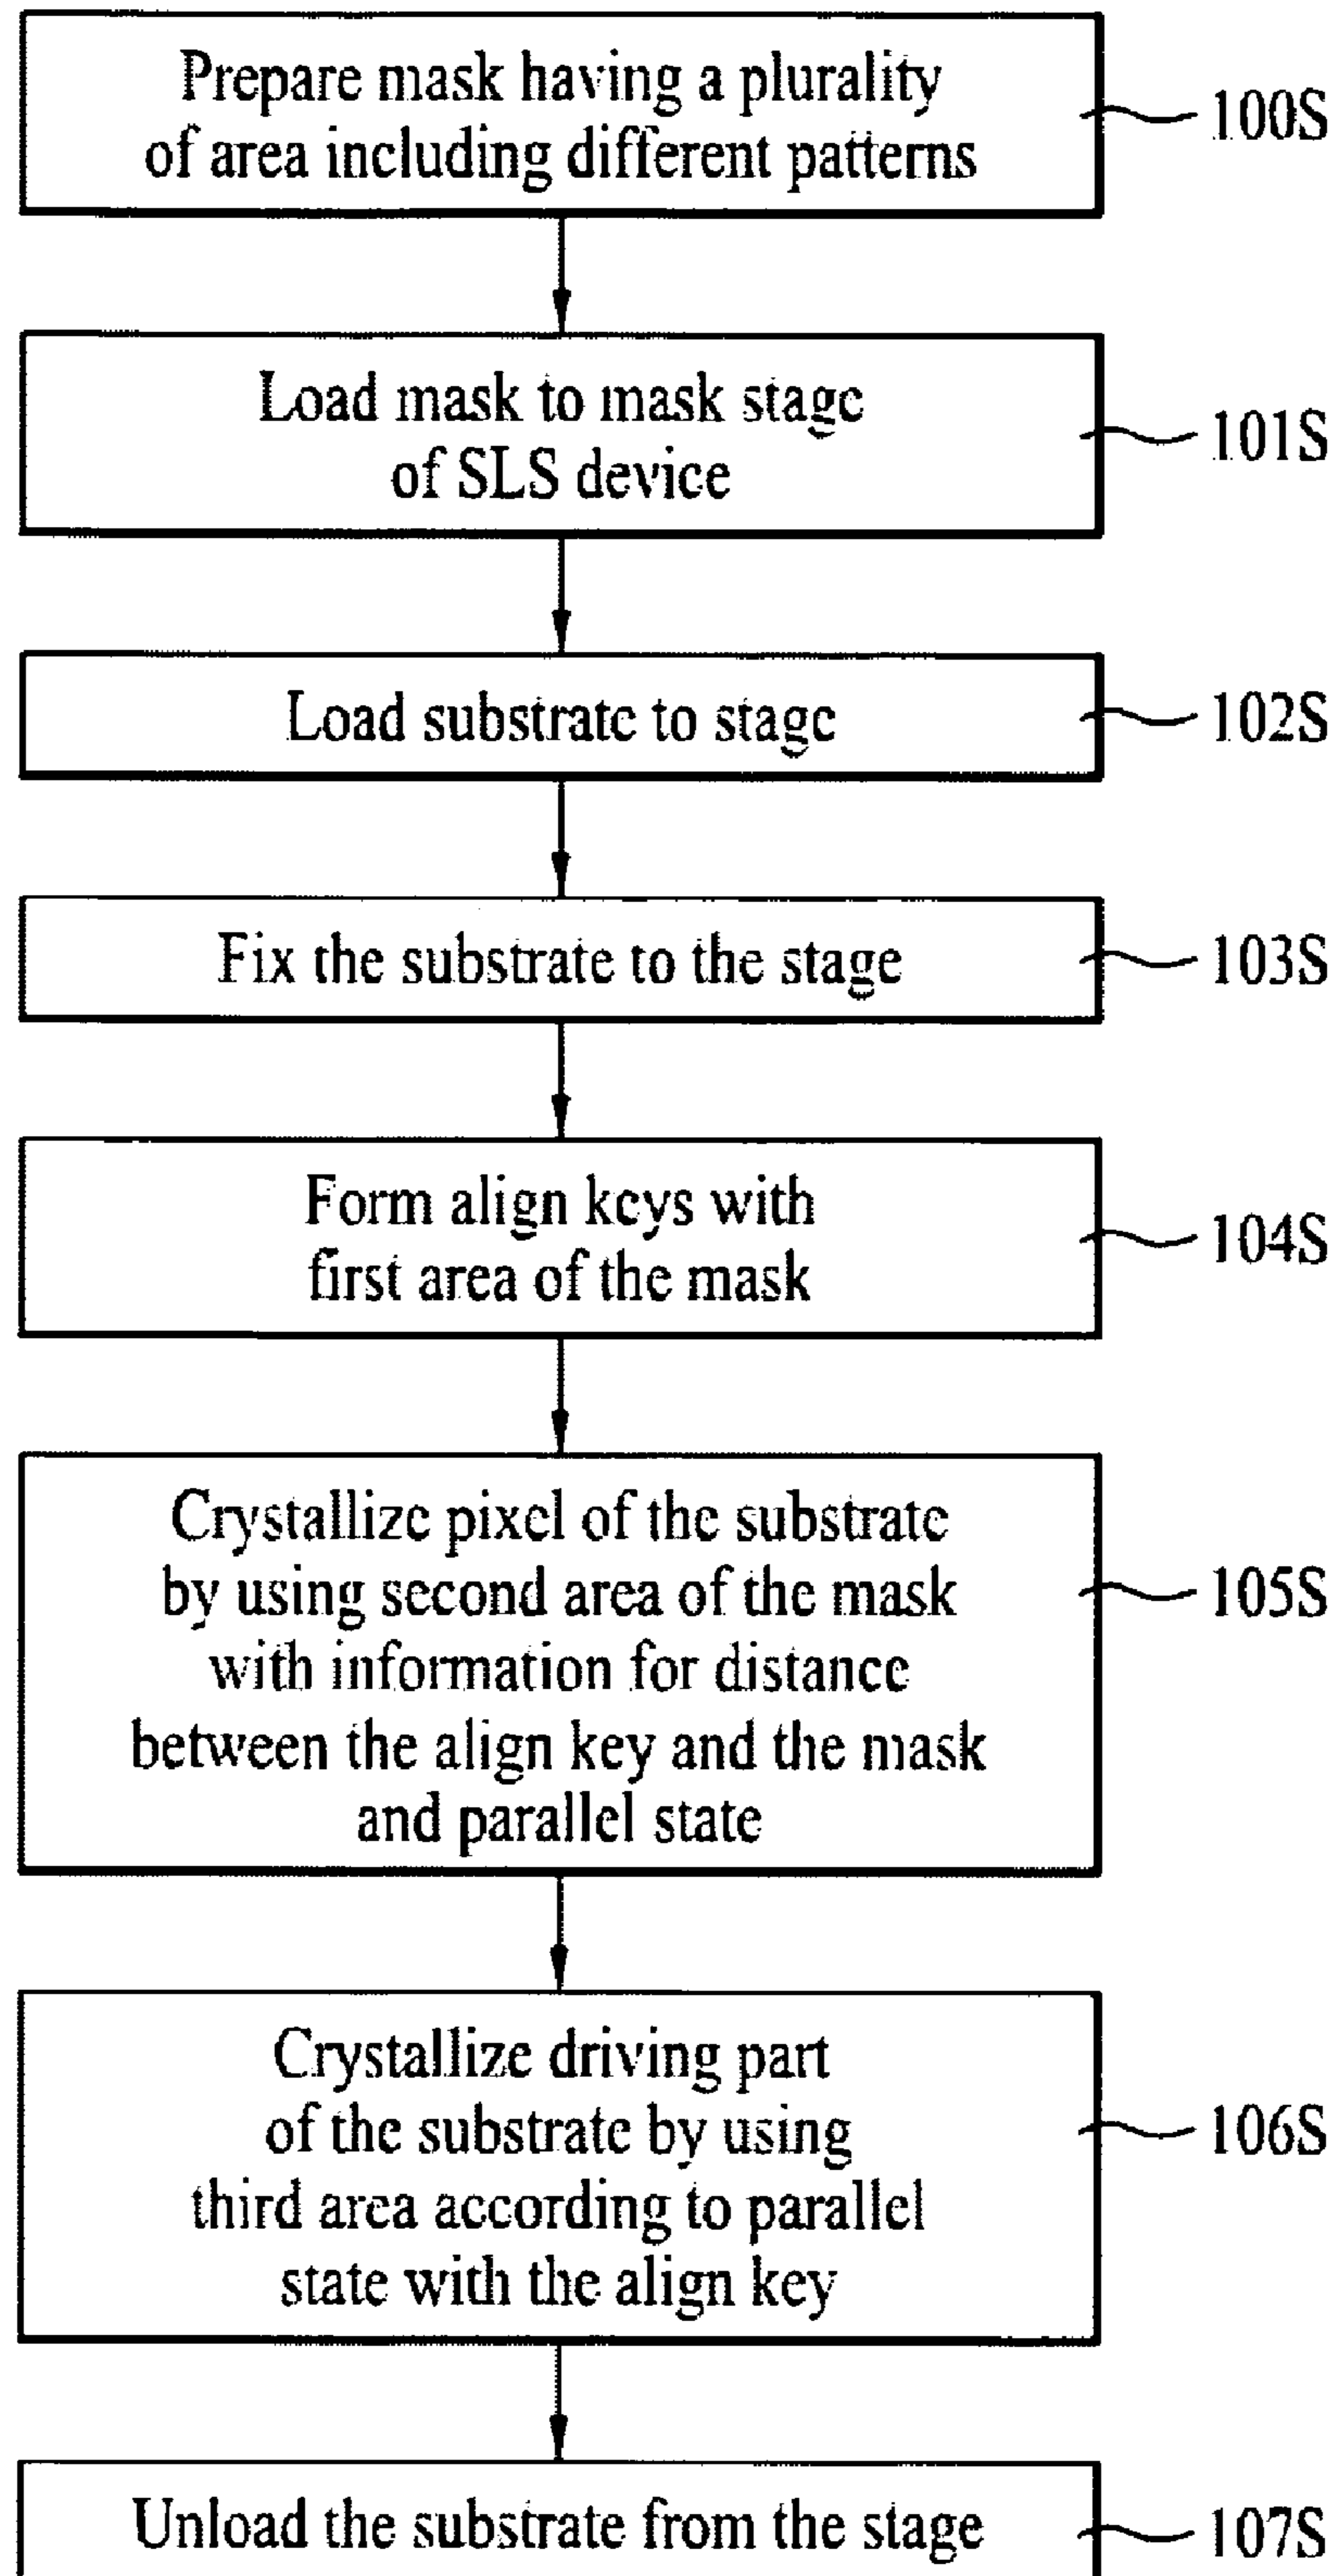 Prepare mask having a plurality
of area including different patterns
100S
Load mask to mask stage
of SLS device
101S
Load substrate to stage
102S
Fix the substrate to the stage
103S
Form align keys with
first area of the mask
104S
Crystallize pixel of the substrate
by using second area of the mask
with information for distance
between the align key and the mask
and parallel state
105S
Crystallize driving part
of the substrate by using
third area according to parallel
state with the align key
106S
Unload the substrate from the stage
107S